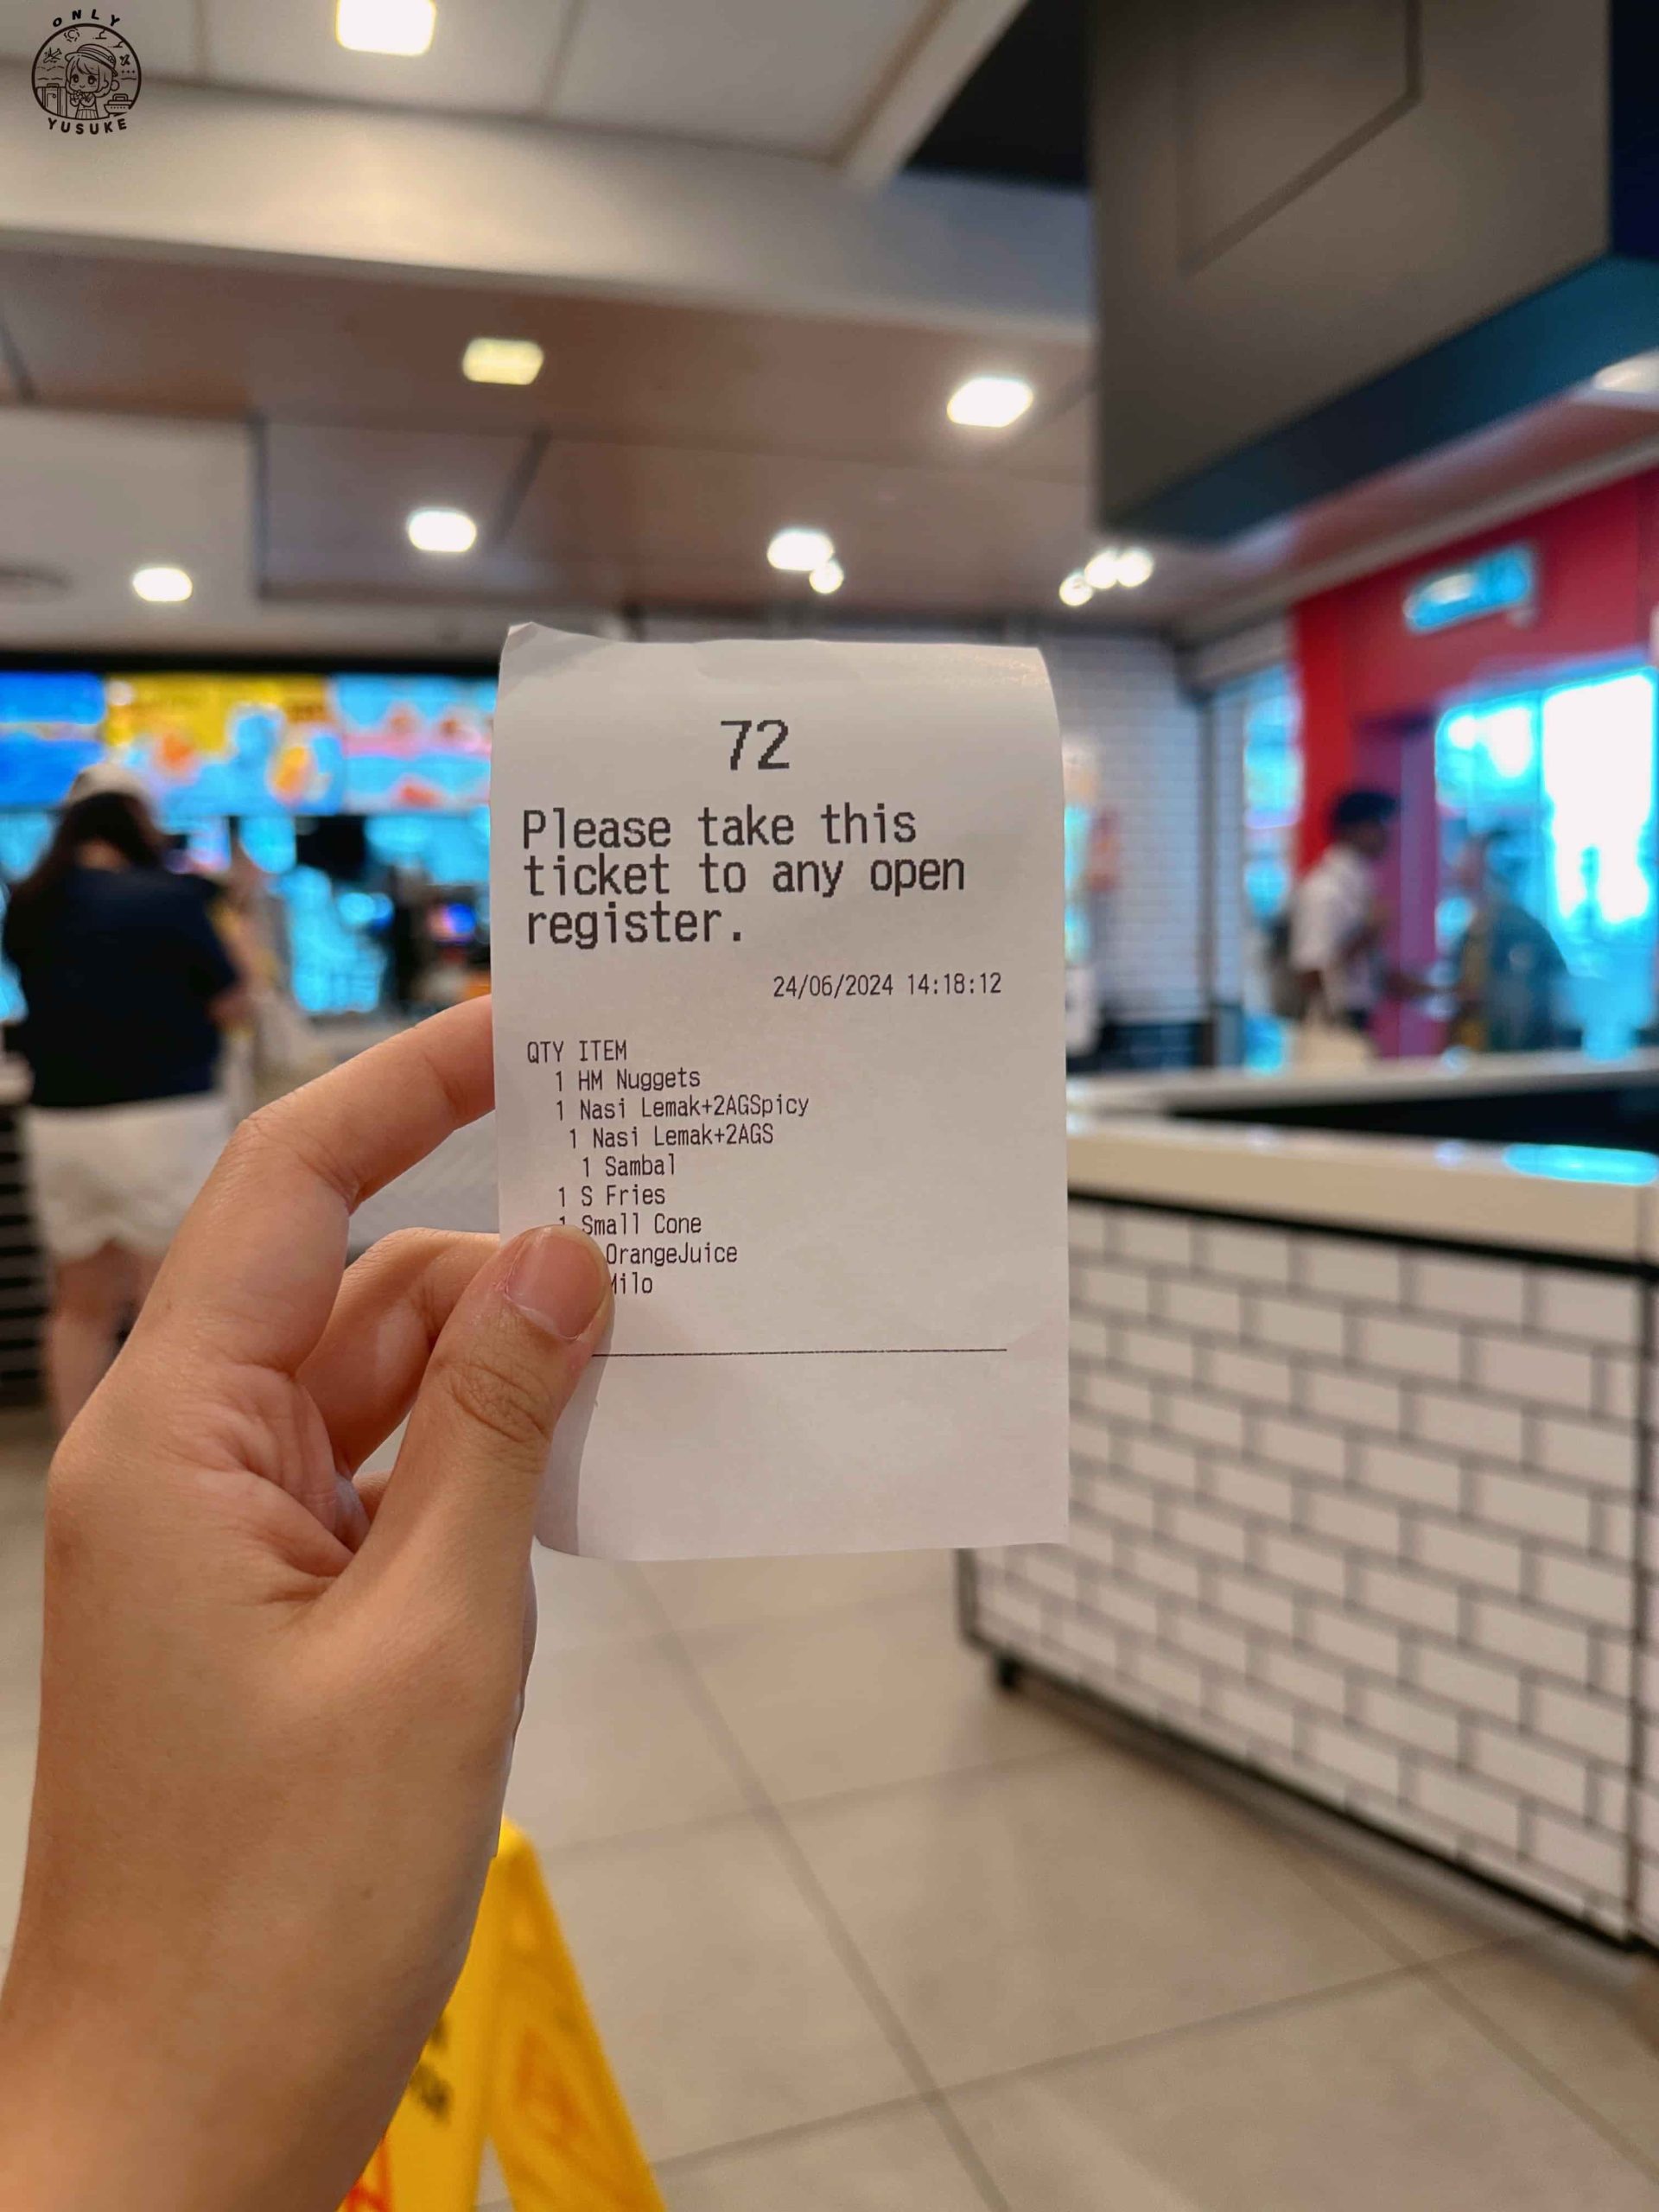 ONLY
YUSUKE
72
Please take this
ticket to any open
register.
24/06/2024 14:18:12
QTY ITEM
1 HM Nuggets
1 Nasi Lemak+2AGSpicy
1 Nasi Lemak+2AGS
1 Sambal
1 S Fries
1 Small Cone
OrangeJuice
Milo